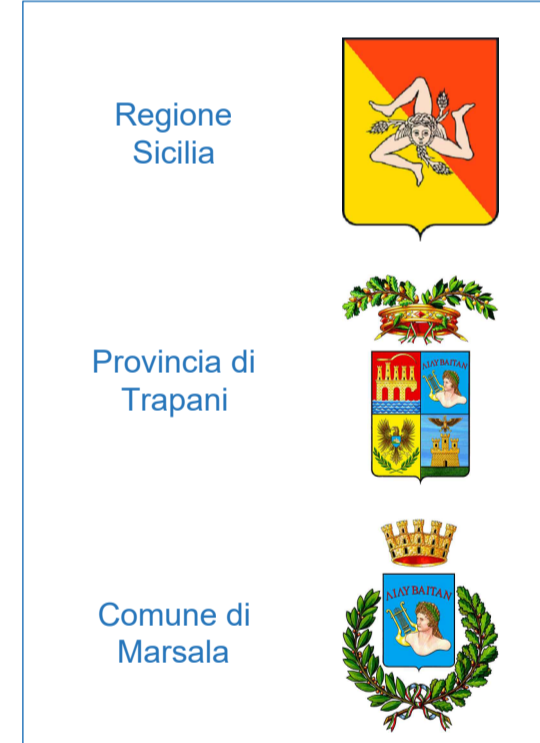 Regione
Sicilia
Provincia di
Trapani
ΛΙΛΥΒΑΙΤΑΝ
Comune di
Marsala
ΛΙΛΥΒΑΙΤΑΝ